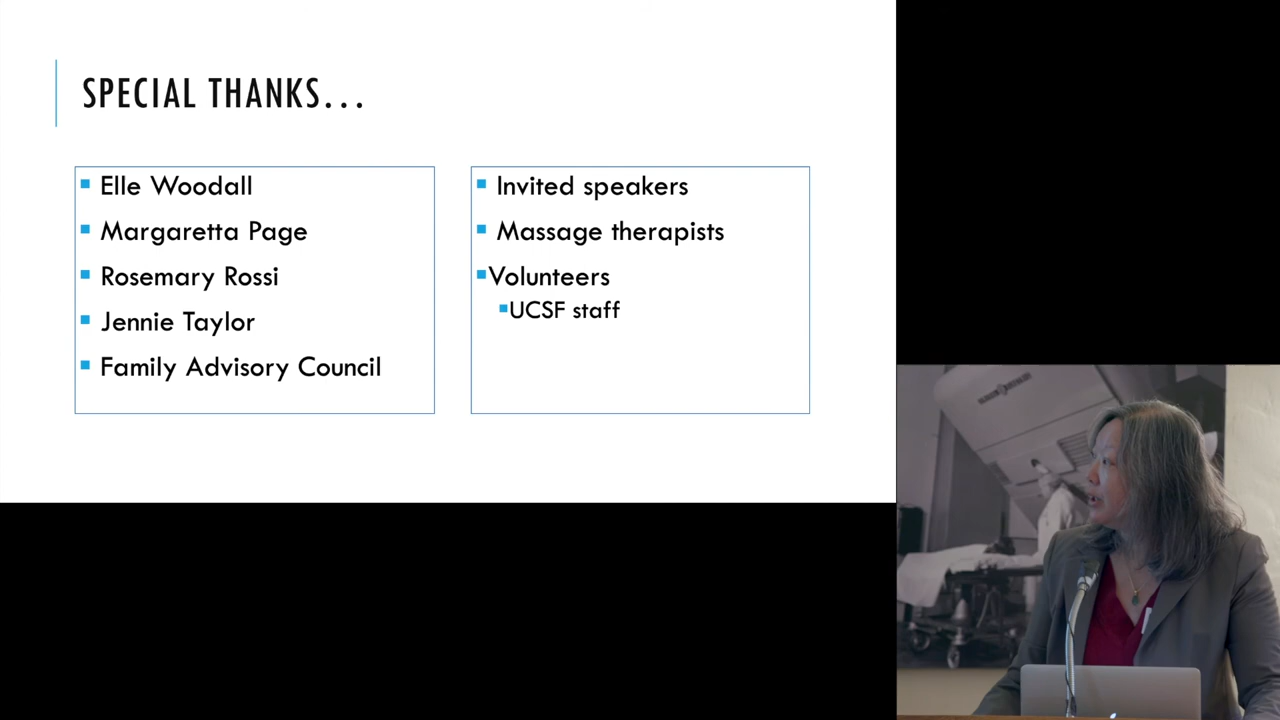 SPECIAL THANKS...
Elle Woodall
Margaretta Page
Rosemary Rossi
Jennie Taylor
Family Advisory Council
Invited speakers
Massage therapists
Volunteers
UCSF staff